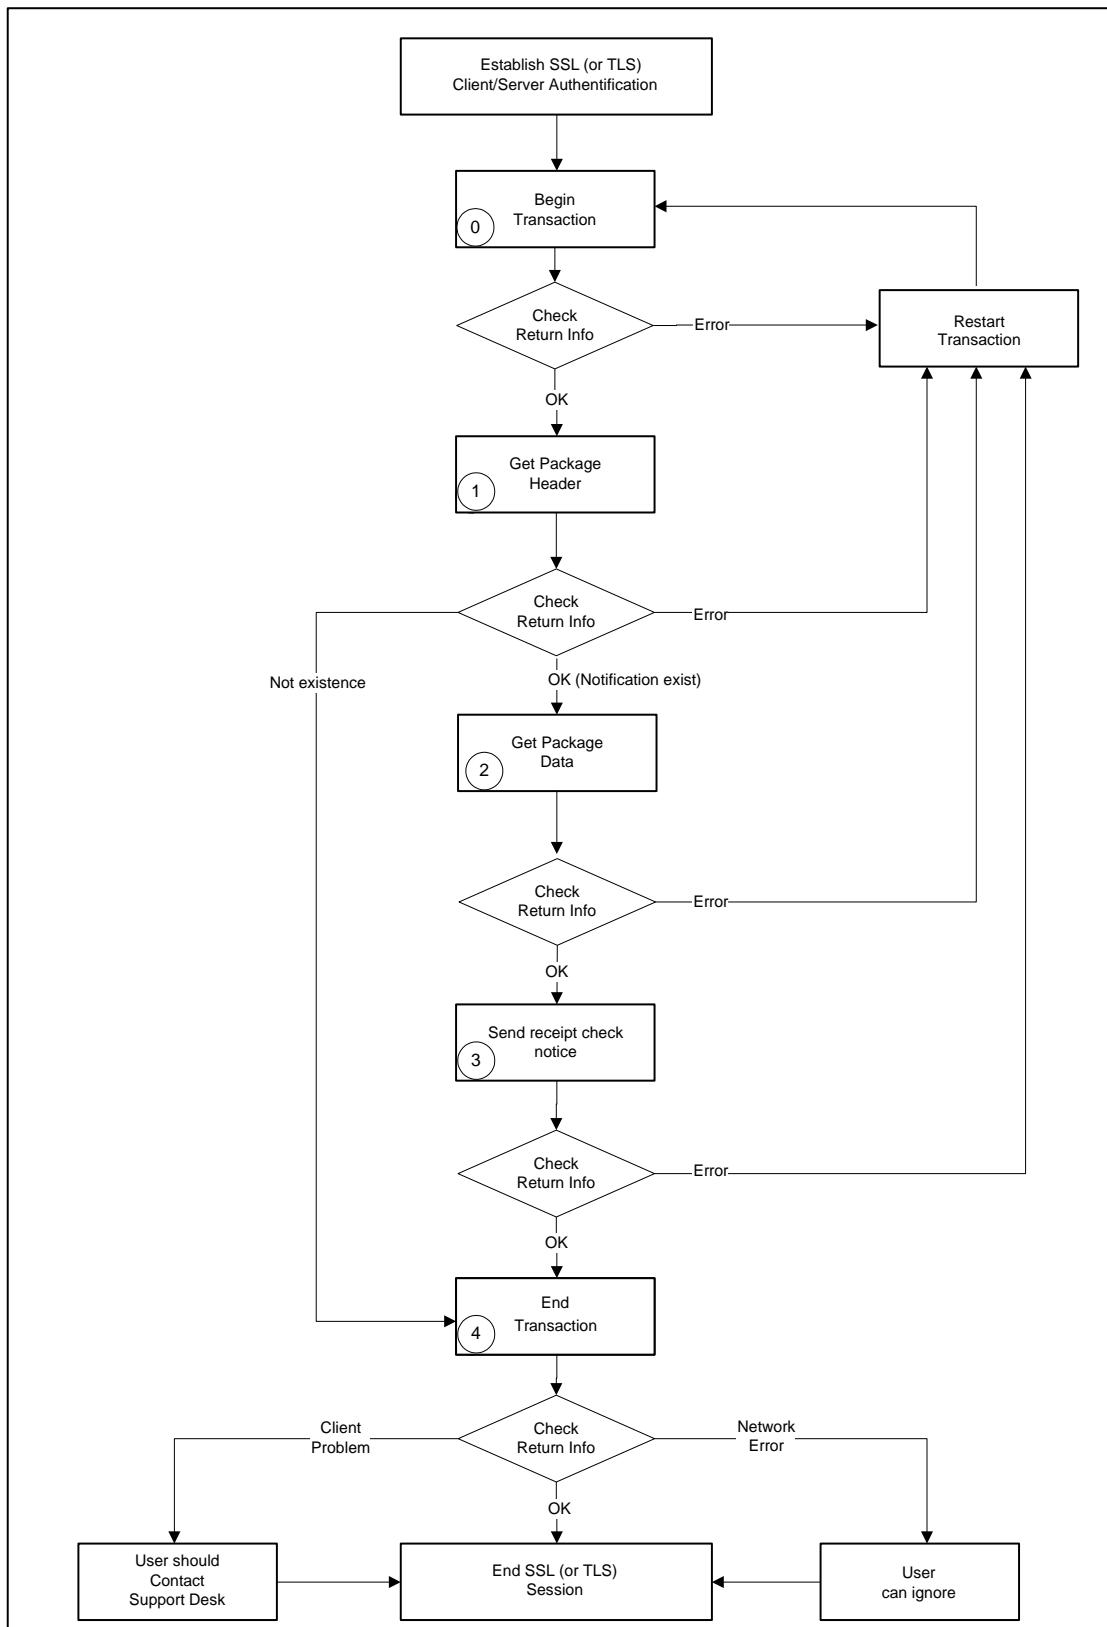 Establish SSL (or TLS)
Client/Server Authentification
Begin
Transaction
0
Check
Return Info
Error
Restart
Transaction
OK
Get Package
Header
1
Check
Return Info
Error
Not existence
OK (Notification exist)
Get Package
Data
2
Check
Return Info
Error
OK
Send receipt check
notice
3
Check
Return Info
Error
OK
End
Transaction
4
Client
Problem
Check
Return Info
Network
Error
OK
User should
Contact
Support Desk
End SSL (or TLS)
Session
User
can ignore